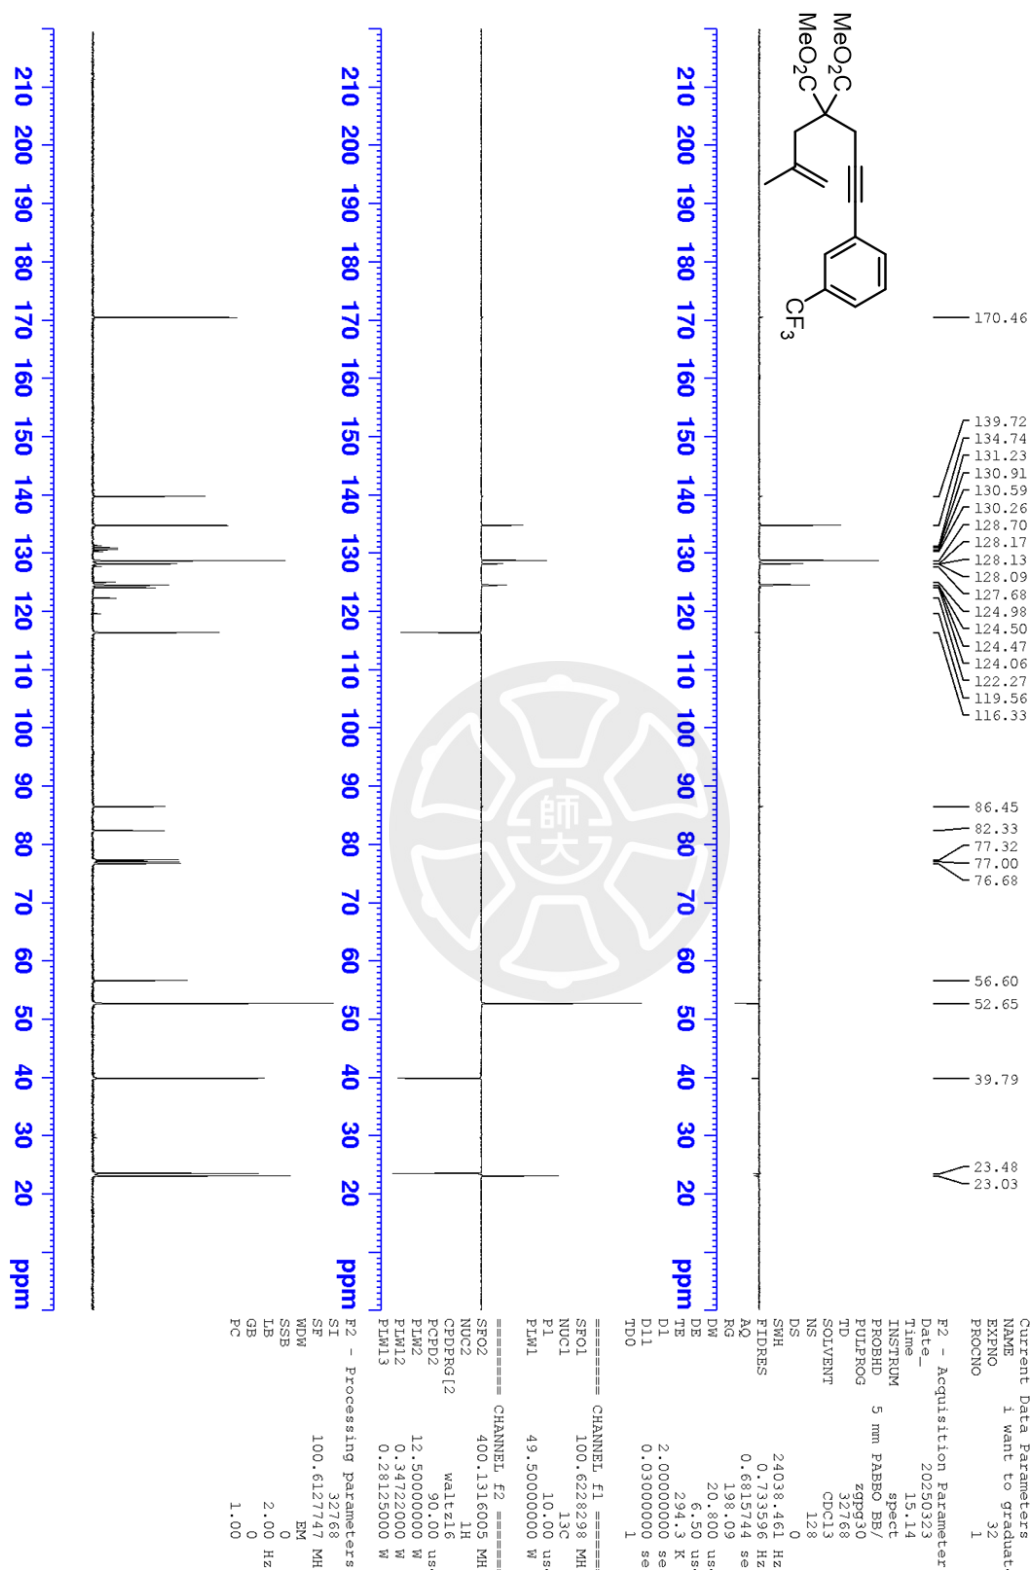 MeO₂C
MeO₂C
CF₃
170.46
139.72
134.74
131.23
130.91
130.59
130.26
128.70
128.17
128.13
128.09
127.68
124.98
124.50
124.47
124.06
122.27
119.56
116.33
86.45
82.33
77.32
77.00
76.68
56.60
52.65
39.79
23.48
23.03
210 200 190 180 170 160 150 140 130 120 110 100 90 80 70 60 50 40 30 20 ppm
210 200 190 180 170 160 150 140 130 120 110 100 90 80 70 60 50 40 30 20 ppm
210 200 190 180 170 160 150 140 130 120 110 100 90 80 70 60 50 40 30 20 ppm
師大
Current Data Parameters
NAME i want to graduat
EXPNO 32
PROCNO 1
F2 - Acquisition Parameter
Date_ 20250323
Time 15.14
INSTRUM spect
PROBHD 5 mm PABBO BB/
PULPROG zgpg30
TD 32768
SOLVENT CDCl3
NS 128
DS 0
SWH 24038.461 Hz
FIDRES 0.733596 Hz
AQ 0.6815744 se
RG 198.09
DW 20.800 us
DE 6.50 us
TE 294.3 K
D1 2.00000000 se
D11 0.03000000 se
TD0 1
======== CHANNEL f1 ========
SFO1 100.6228298 MH
NUC1 13C
P1 10.00 us
PLW1 49.50000000 W
======== CHANNEL f2 ========
SFO2 400.1316005 MH
NUC2 1H
CPDPRG[2 waltz16
PCPD2 90.00 us
PLW2 12.50000000 W
PLW12 0.34722000 W
PLW13 0.28125000 W
F2 - Processing parameters
SI 32768
SF 100.6127747 MH
WDW EM
SSB 0
LB 2.00 Hz
GB 0
PC 1.00